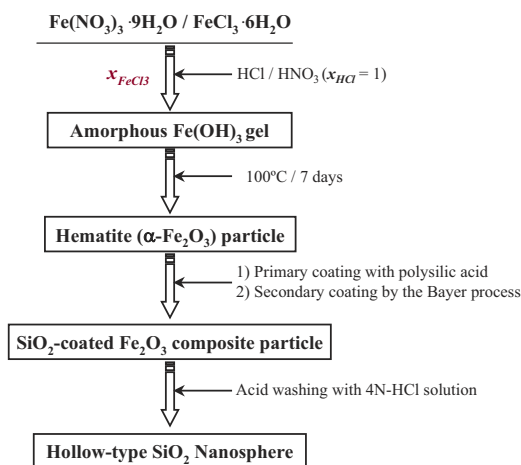 Fe(NO₃)₃ ·9H₂O / FeCl₃·6H₂O
x_FeCl3
HCl / HNO₃ (x_HCl = 1)
Amorphous Fe(OH)₃ gel
100ºC / 7 days
Hematite (α-Fe₂O₃) particle
1) Primary coating with polysilic acid
2) Secondary coating by the Bayer process
SiO₂-coated Fe₂O₃ composite particle
Acid washing with 4N-HCl solution
Hollow-type SiO₂ Nanosphere